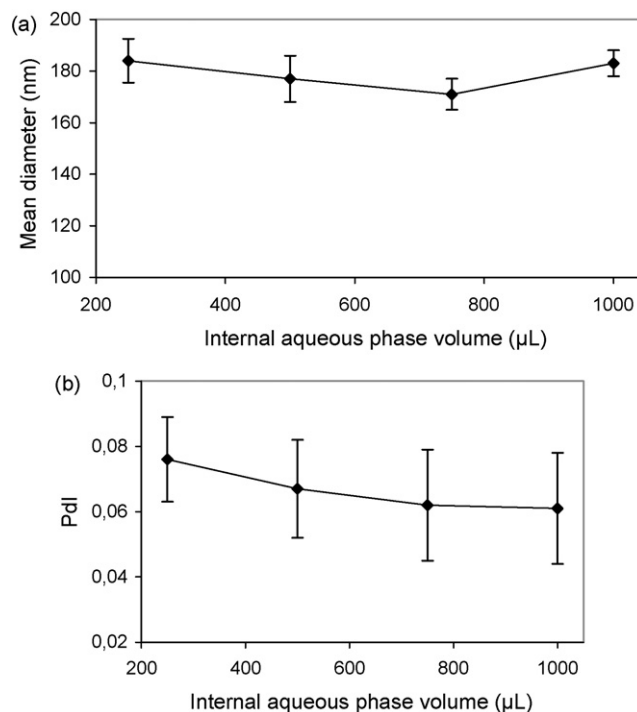 (a)
200
180
160
140
120
100
Mean diameter (nm)
200 400 600 800 1000
Internal aqueous phase volume (µL)
(b)
0,1
0,08
0,06
0,04
0,02
PdI
200 400 600 800 1000
Internal aqueous phase volume (µL)